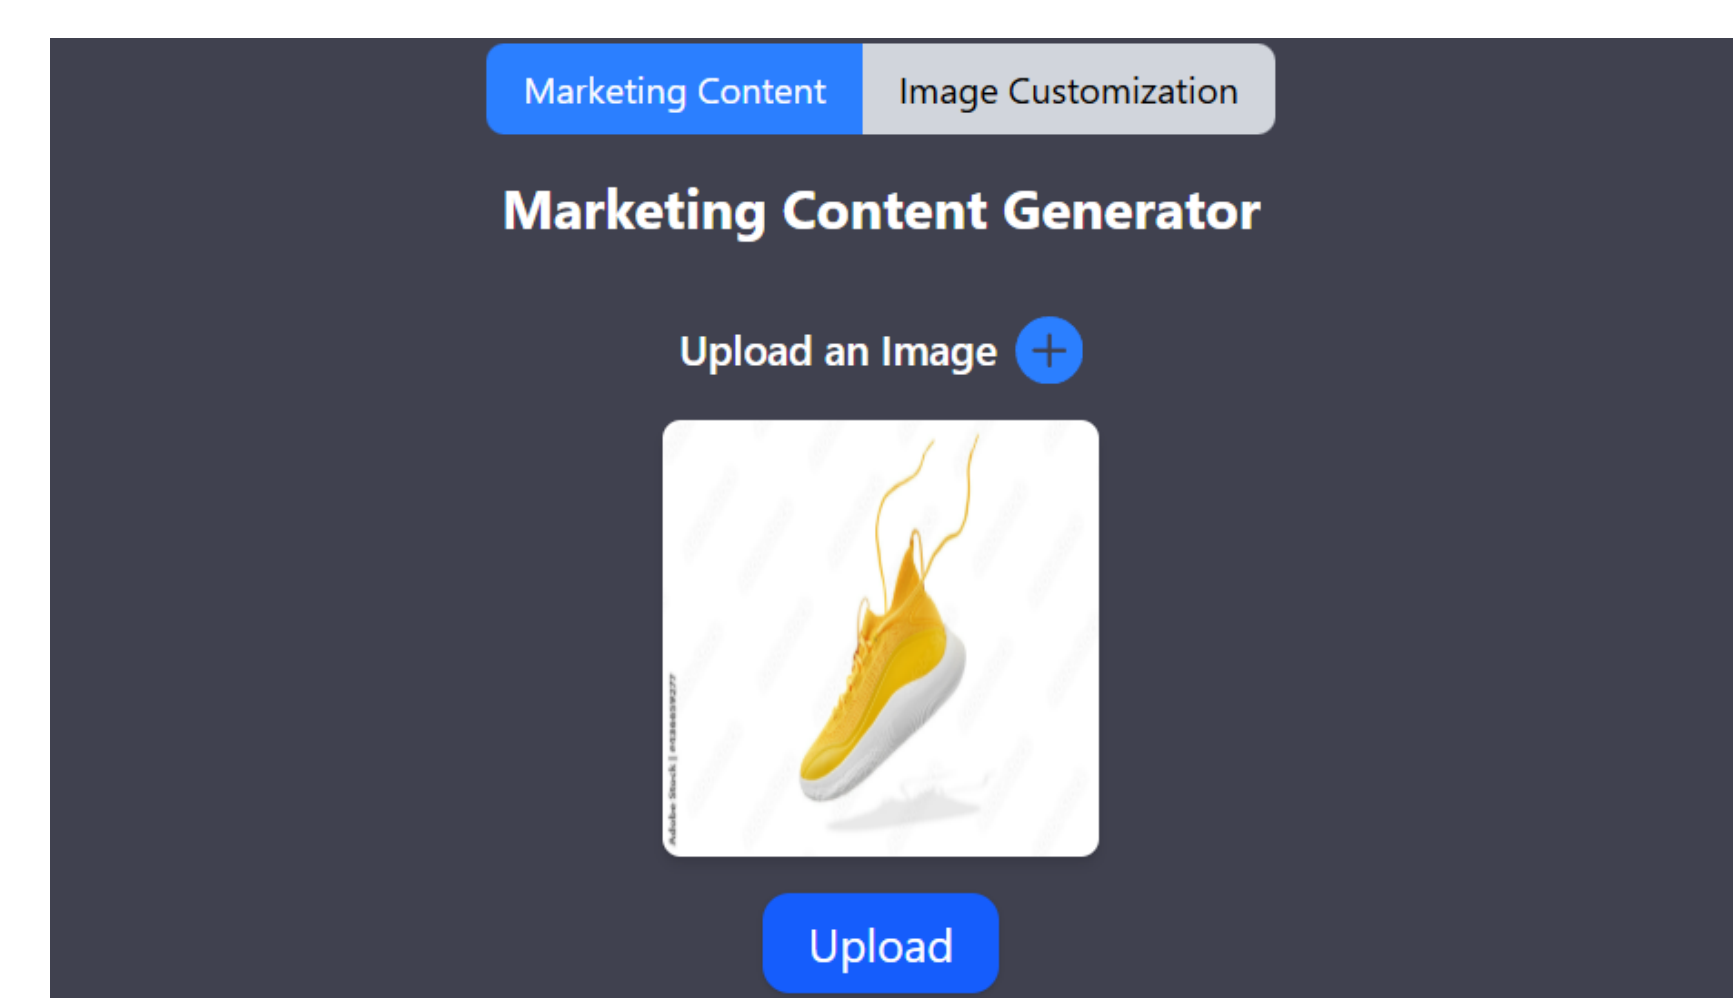 Marketing Content
Image Customization
Marketing Content Generator
Upload an Image
Adobe Stock |
Upload